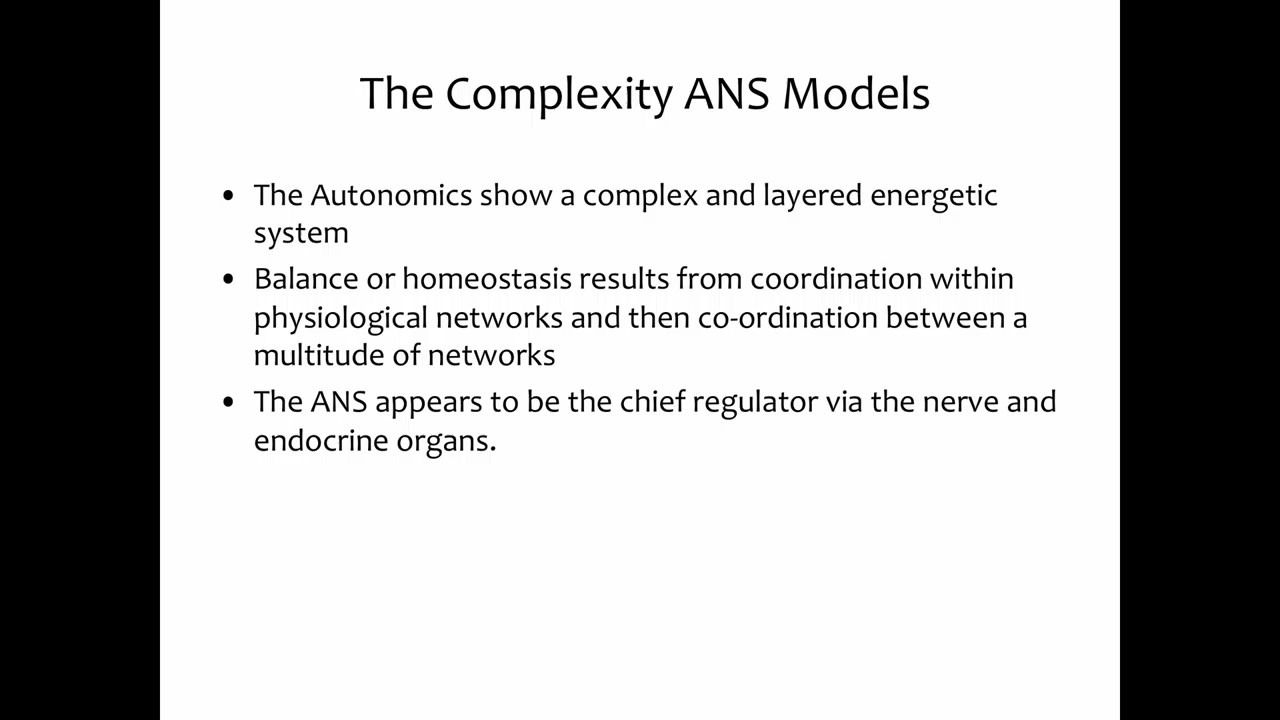 The Complexity ANS Models
• The Autonomics show a complex and layered energetic
system
• Balance or homeostasis results from coordination within
physiological networks and then co-ordination between a
multitude of networks
• The ANS appears to be the chief regulator via the nerve and
endocrine organs.